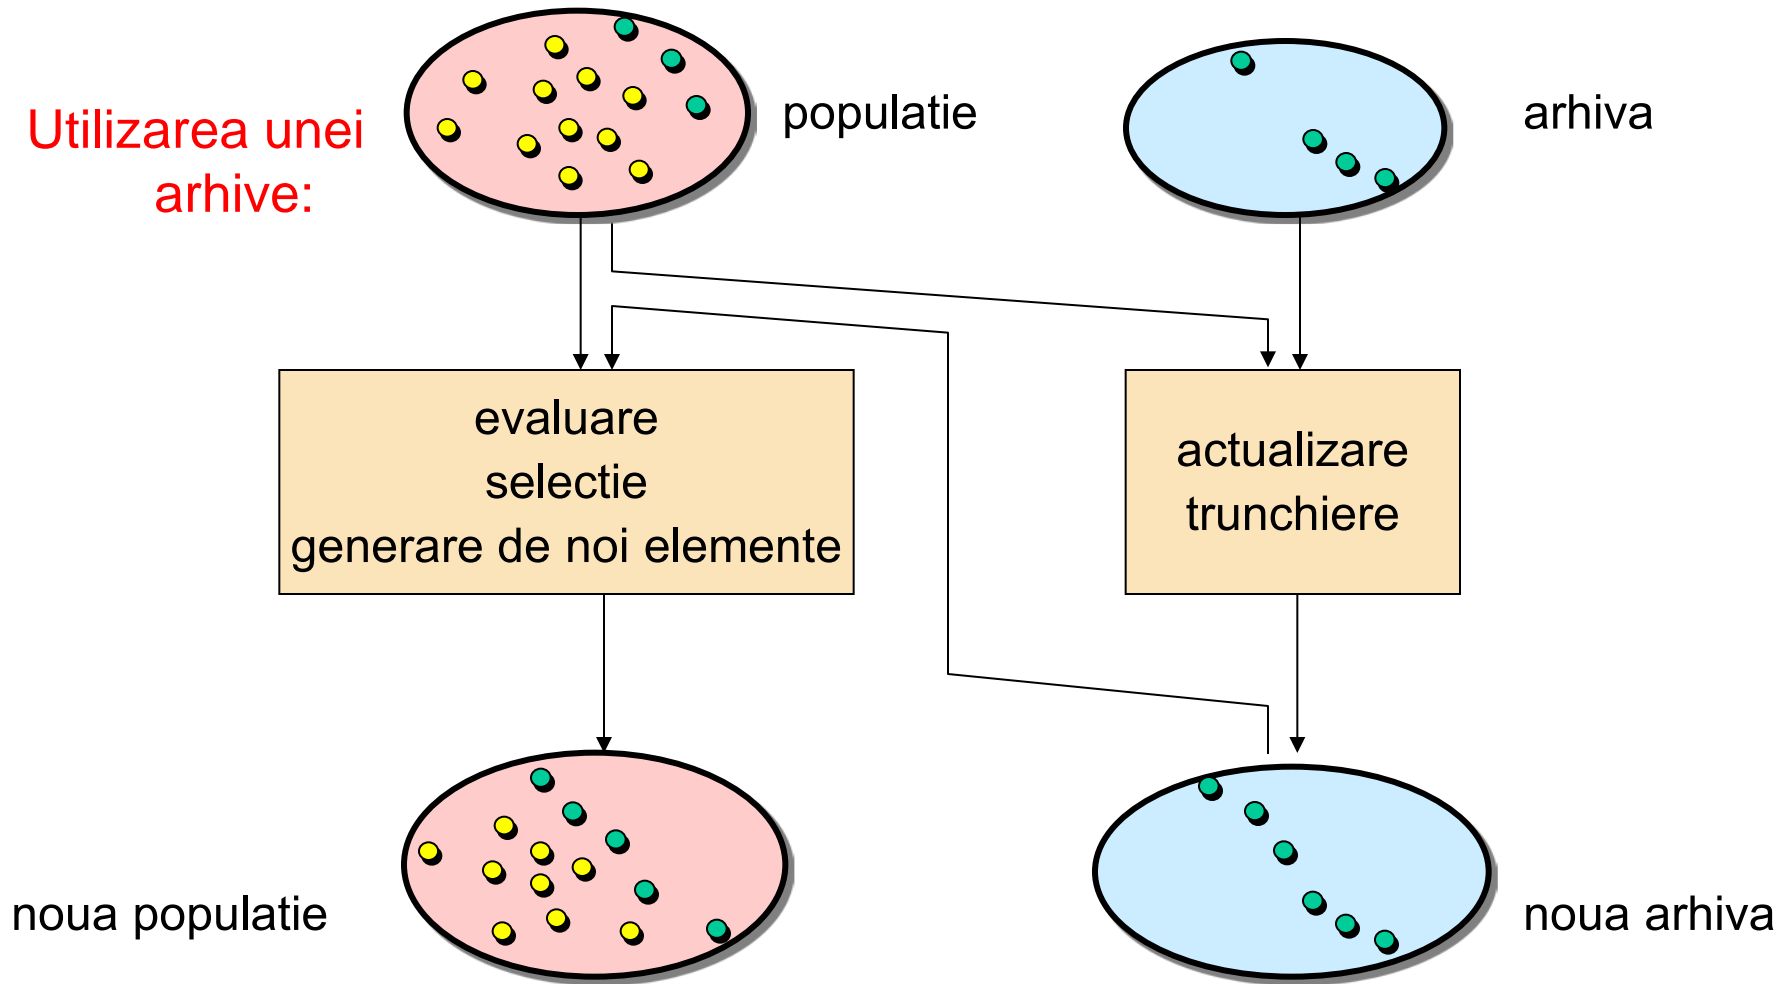 Utilizarea unei
arhive:
populatie
arhiva
evaluare
selectie
generare de noi elemente
actualizare
trunchiere
noua populatie
noua arhiva